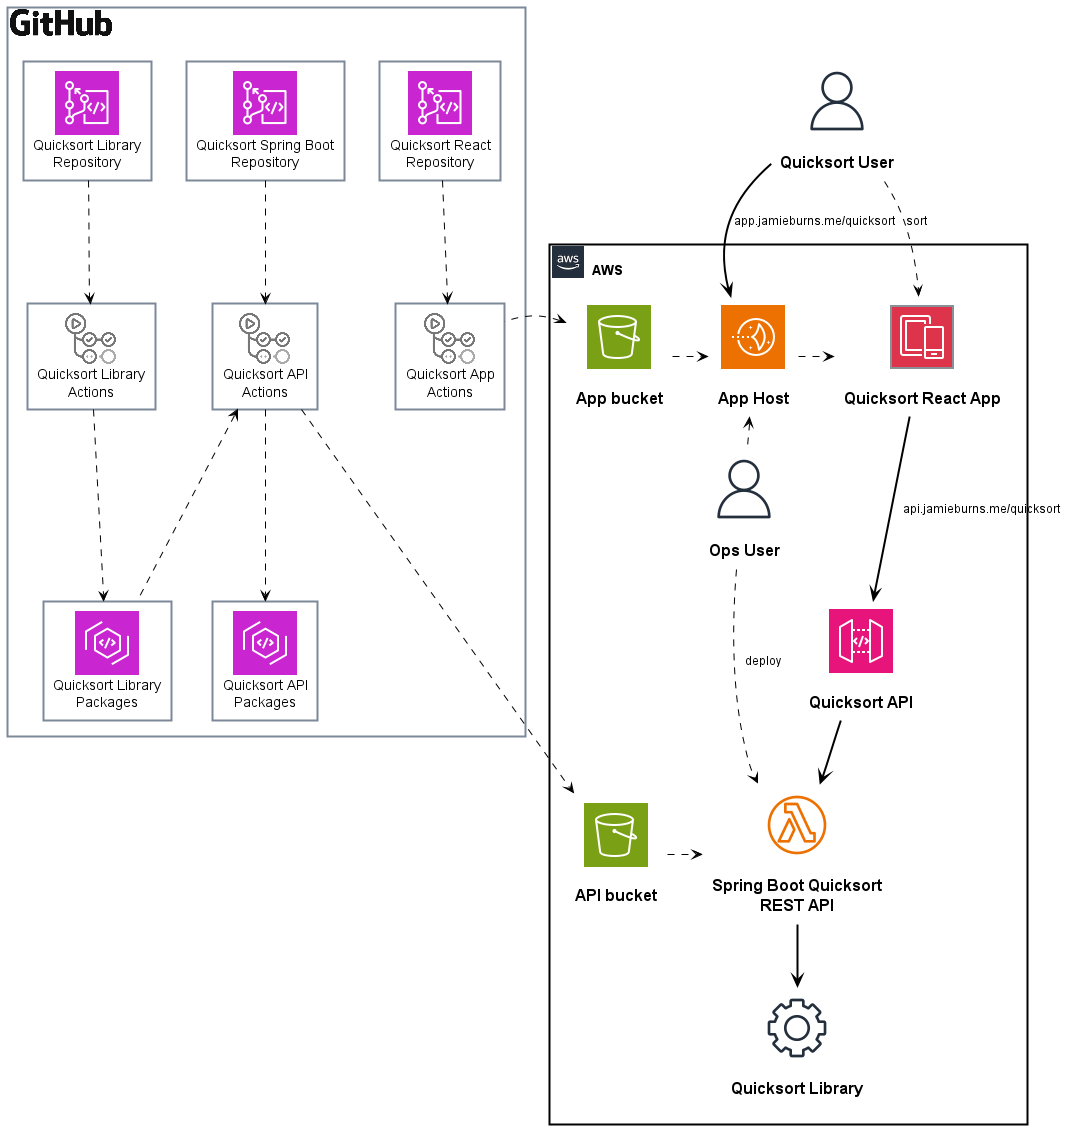 GitHub
Quicksort Library
Repository
Quicksort Spring Boot
Repository
Quicksort React
Repository
Quicksort User
app.jamieburns.me/quicksort
sort
aws
AWS
Quicksort Library
Actions
Quicksort API
Actions
Quicksort App
Actions
App bucket
App Host
Quicksort React App
api.jamieburns.me/quicksort
Ops User
deploy
Quicksort Library
Packages
Quicksort API
Packages
Quicksort API
API bucket
Spring Boot Quicksort
REST API
Quicksort Library